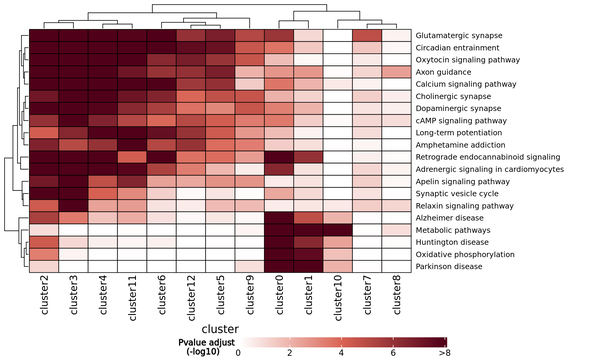 Glutamatergic synapse
Circadian entrainment
Oxytocin signaling pathway
Axon guidance
Calcium signaling pathway
Cholinergic synapse
Dopaminergic synapse
cAMP signaling pathway
Long-term potentiation
Amphetamine addiction
Retrograde endocannabinoid signaling
Adrenergic signaling in cardiomyocytes
Apelin signaling pathway
Synaptic vesicle cycle
Relaxin signaling pathway
Alzheimer disease
Metabolic pathways
Huntington disease
Oxidative phosphorylation
Parkinson disease
cluster2 cluster3 cluster4 cluster11 cluster6 cluster12 cluster5 cluster9 cluster0 cluster1 cluster10 cluster7 cluster8
cluster
Pvalue adjust
(-log10)
0 2 4 6 >8